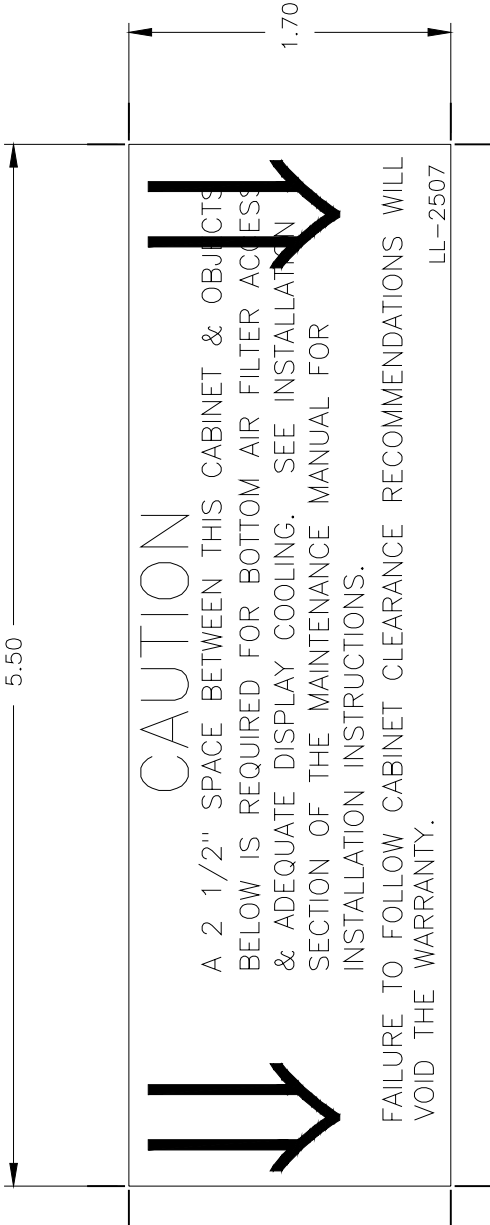 5.50
1.70
CAUTION
A 2 1/2" SPACE BETWEEN THIS CABINET & OBJECTS
BELOW IS REQUIRED FOR BOTTOM AIR FILTER ACCESS
& ADEQUATE DISPLAY COOLING. SEE INSTALLATION
SECTION OF THE MAINTENANCE MANUAL FOR
INSTALLATION INSTRUCTIONS.
FAILURE TO FOLLOW CABINET CLEARANCE RECOMMENDATIONS WILL
VOID THE WARRANTY.
LL-2507